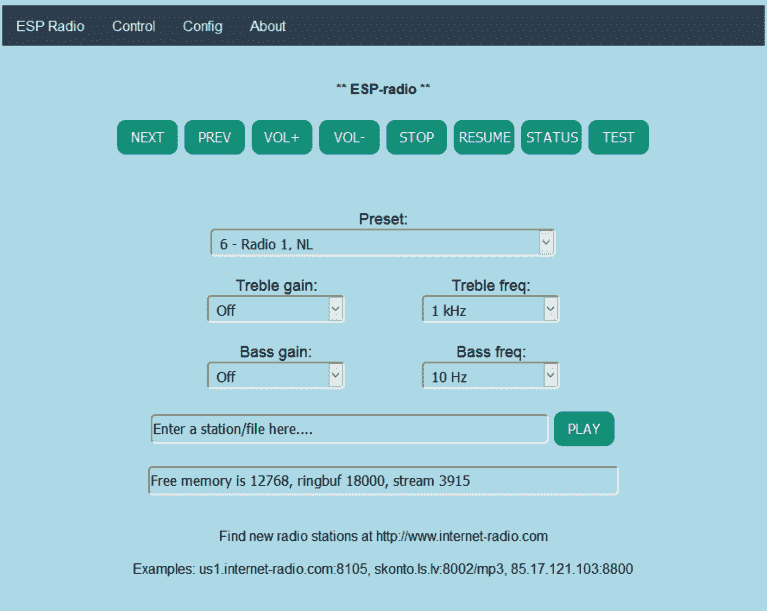 ESP Radio Control Config About
** ESP-radio **
NEXT PREV VOL+ VOL- STOP RESUME STATUS TEST
Preset:
6 - Radio 1, NL
Treble gain: Treble freq:
Off 1 kHz
Bass gain: Bass freq:
Off 10 Hz
Enter a station/file here.... PLAY
Free memory is 12768, ringbuf 18000, stream 3915
Find new radio stations at http://www.internet-radio.com
Examples: us1.internet-radio.com:8105, skonto.ls.lv:8002/mp3, 85.17.121.103:8800